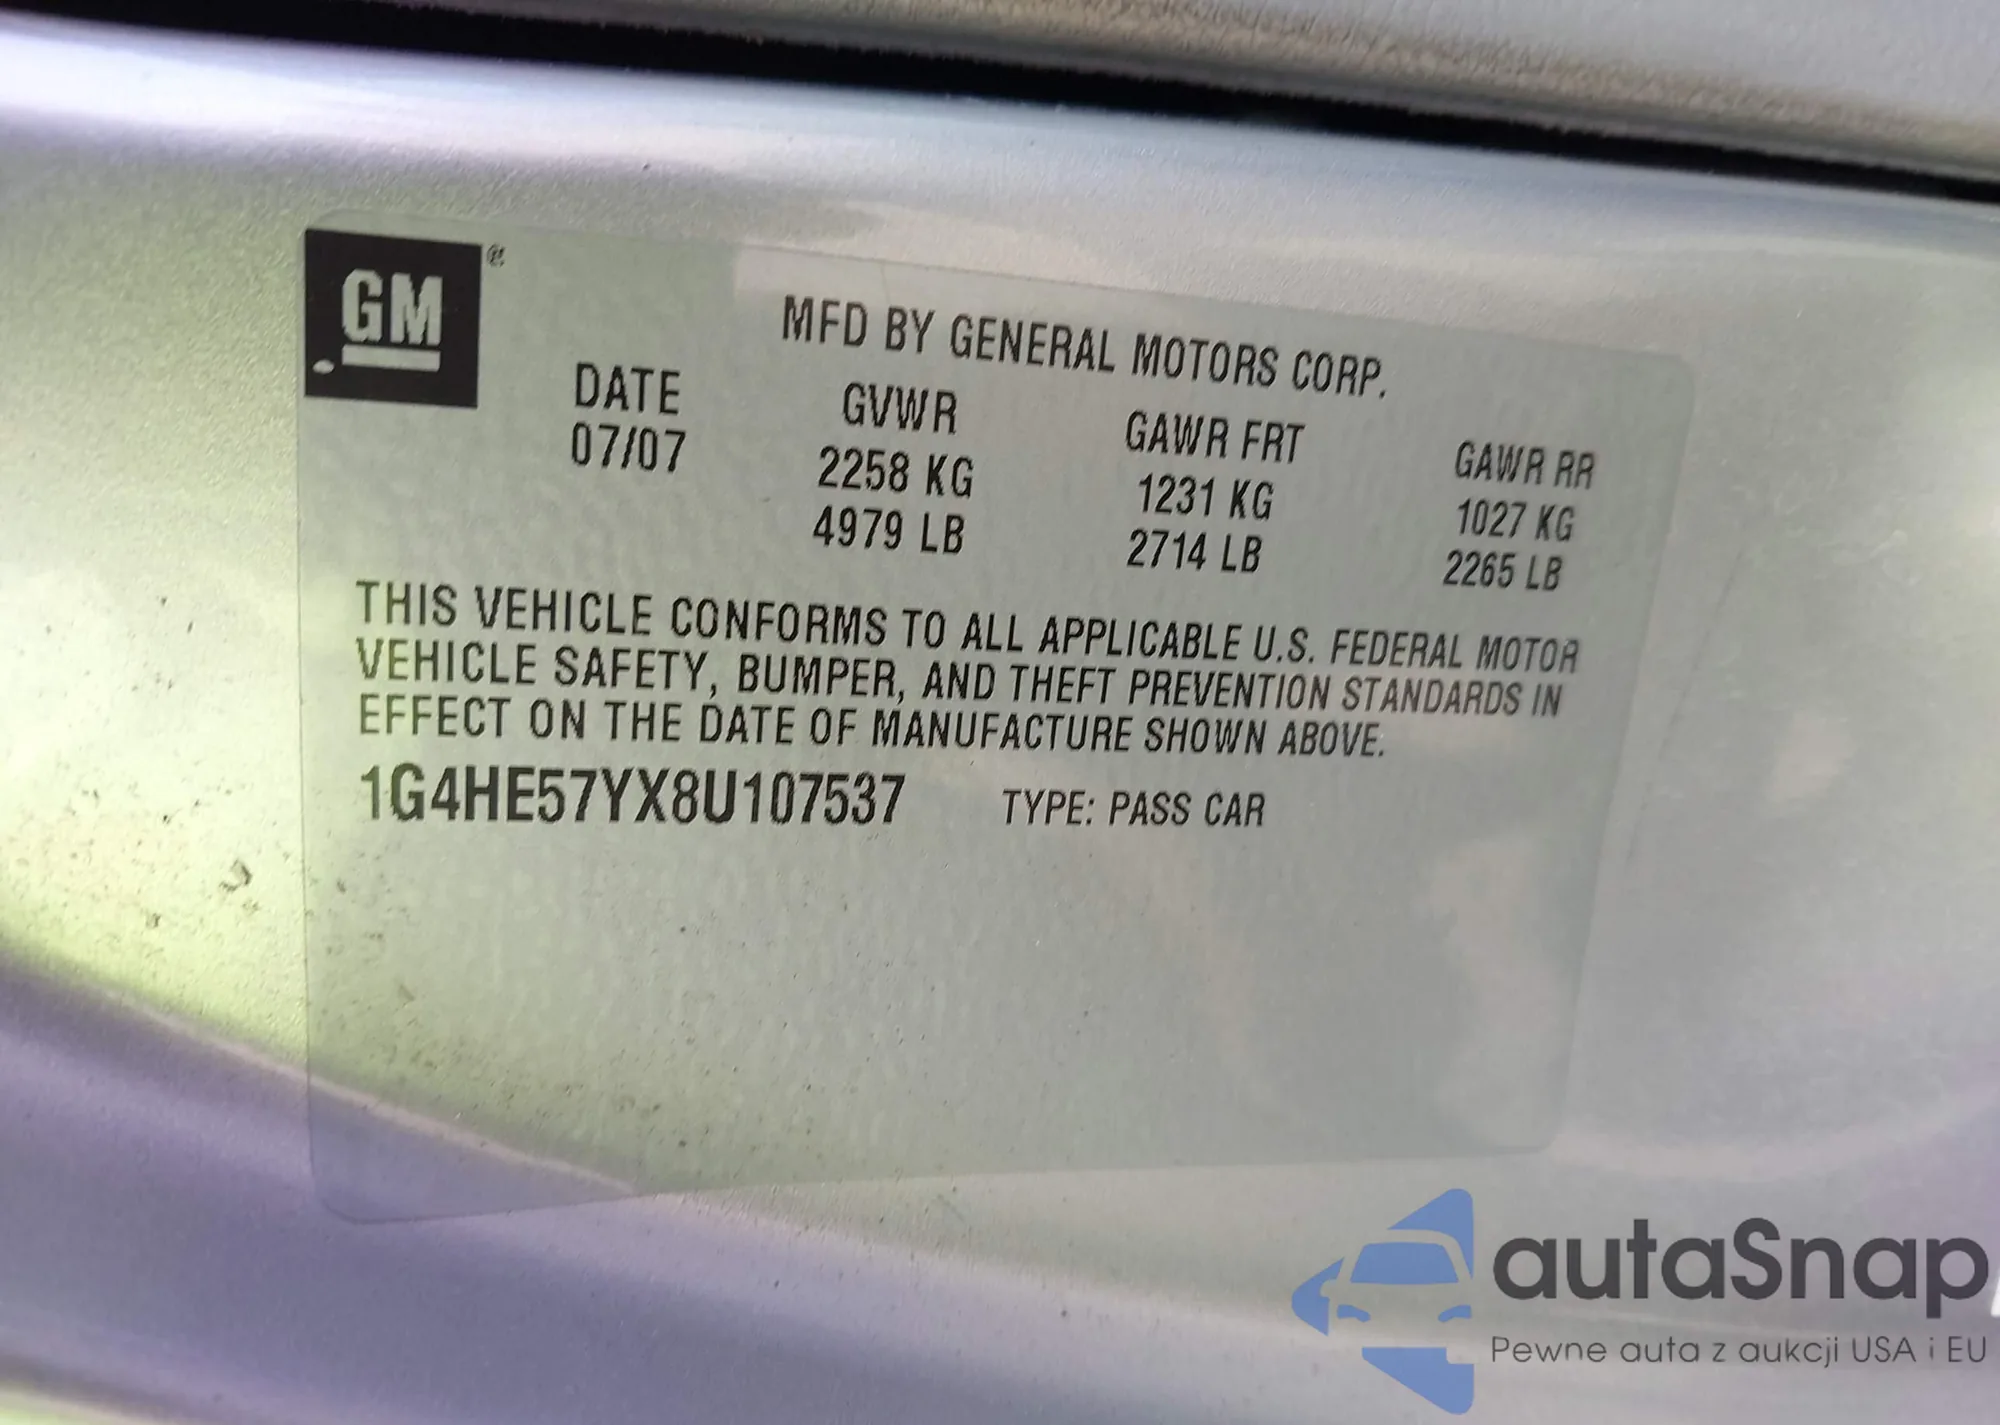 GM®
MFD BY GENERAL MOTORS CORP.
DATE GVWR GAWR FRT GAWR RR
07/07 2258 KG 1231 KG 1027 KG
4979 LB 2714 LB 2265 LB
THIS VEHICLE CONFORMS TO ALL APPLICABLE U.S. FEDERAL MOTOR
VEHICLE SAFETY, BUMPER, AND THEFT PREVENTION STANDARDS IN
EFFECT ON THE DATE OF MANUFACTURE SHOWN ABOVE.
1G4HE57YX8U107537 TYPE: PASS CAR
autaSnap
Pewne auta z aukcji USA i EU